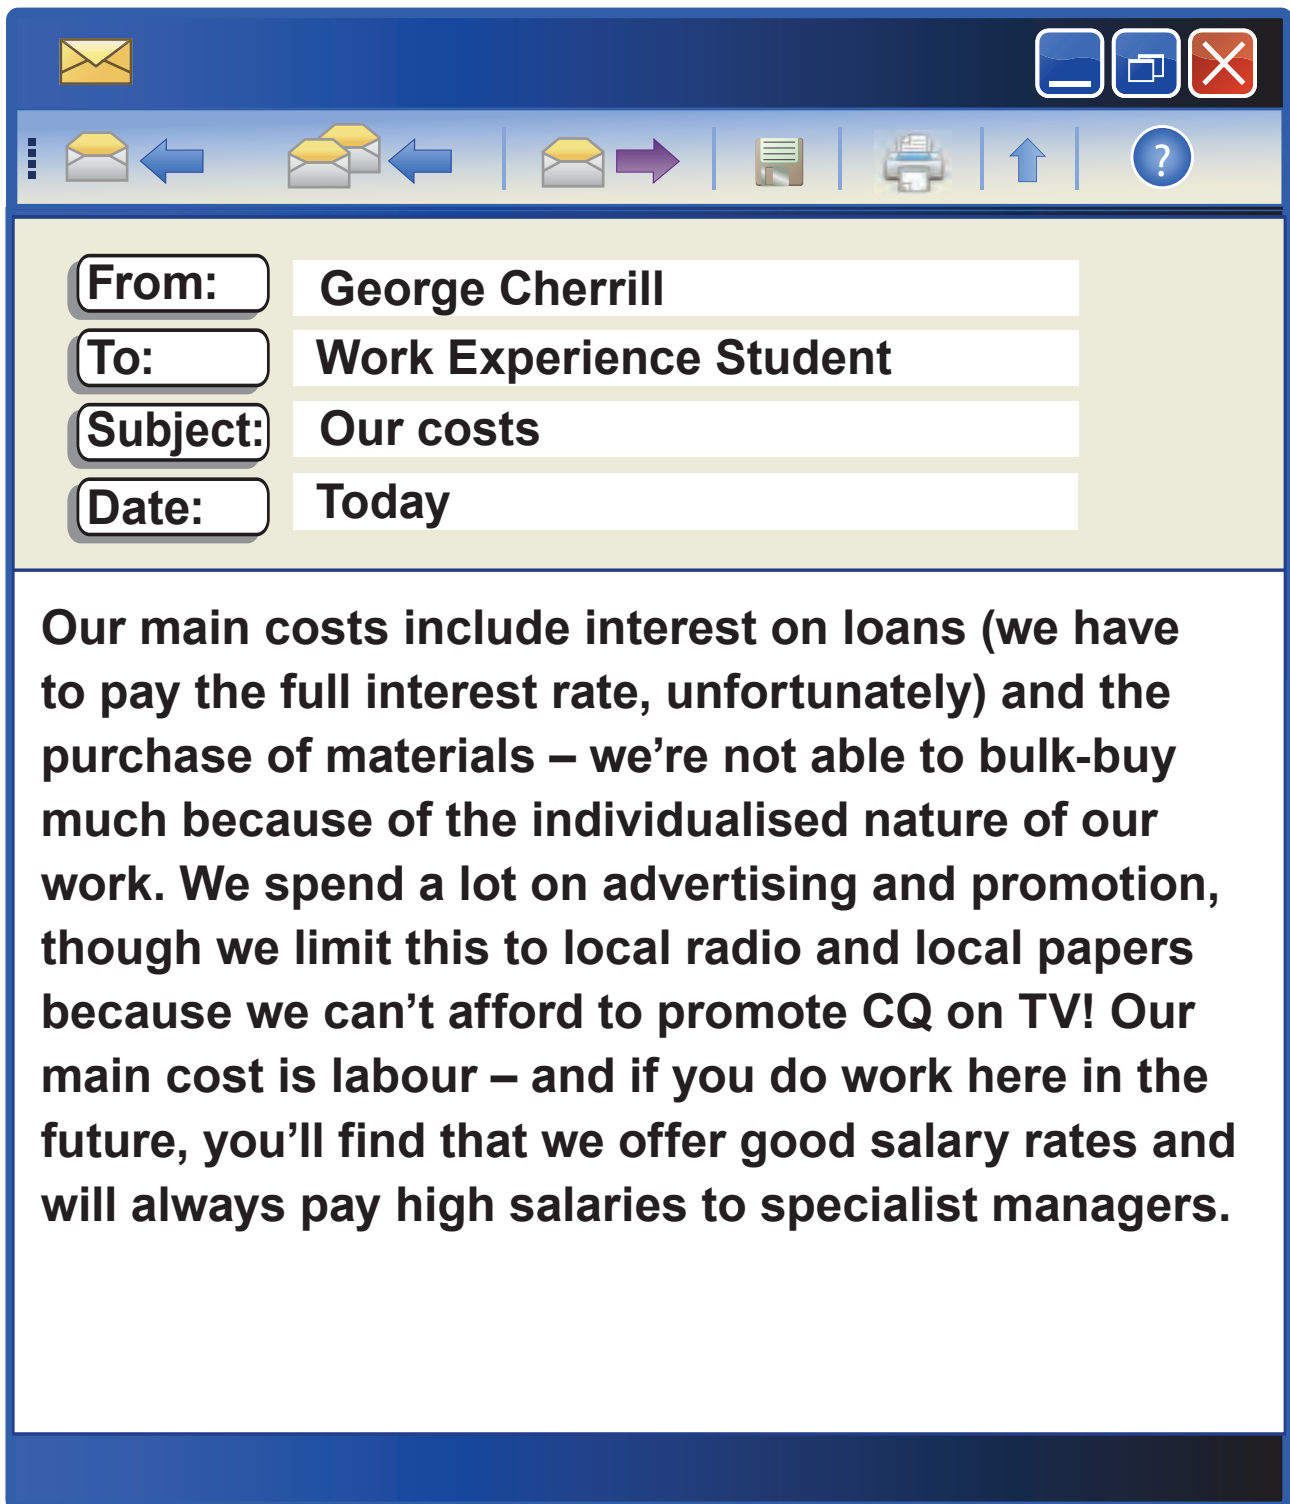 ?
From: George Cherrill
To: Work Experience Student
Subject: Our costs
Date: Today
Our main costs include interest on loans (we have
to pay the full interest rate, unfortunately) and the
purchase of materials – we’re not able to bulk-buy
much because of the individualised nature of our
work. We spend a lot on advertising and promotion,
though we limit this to local radio and local papers
because we can’t afford to promote CQ on TV! Our
main cost is labour – and if you do work here in the
future, you’ll find that we offer good salary rates and
will always pay high salaries to specialist managers.